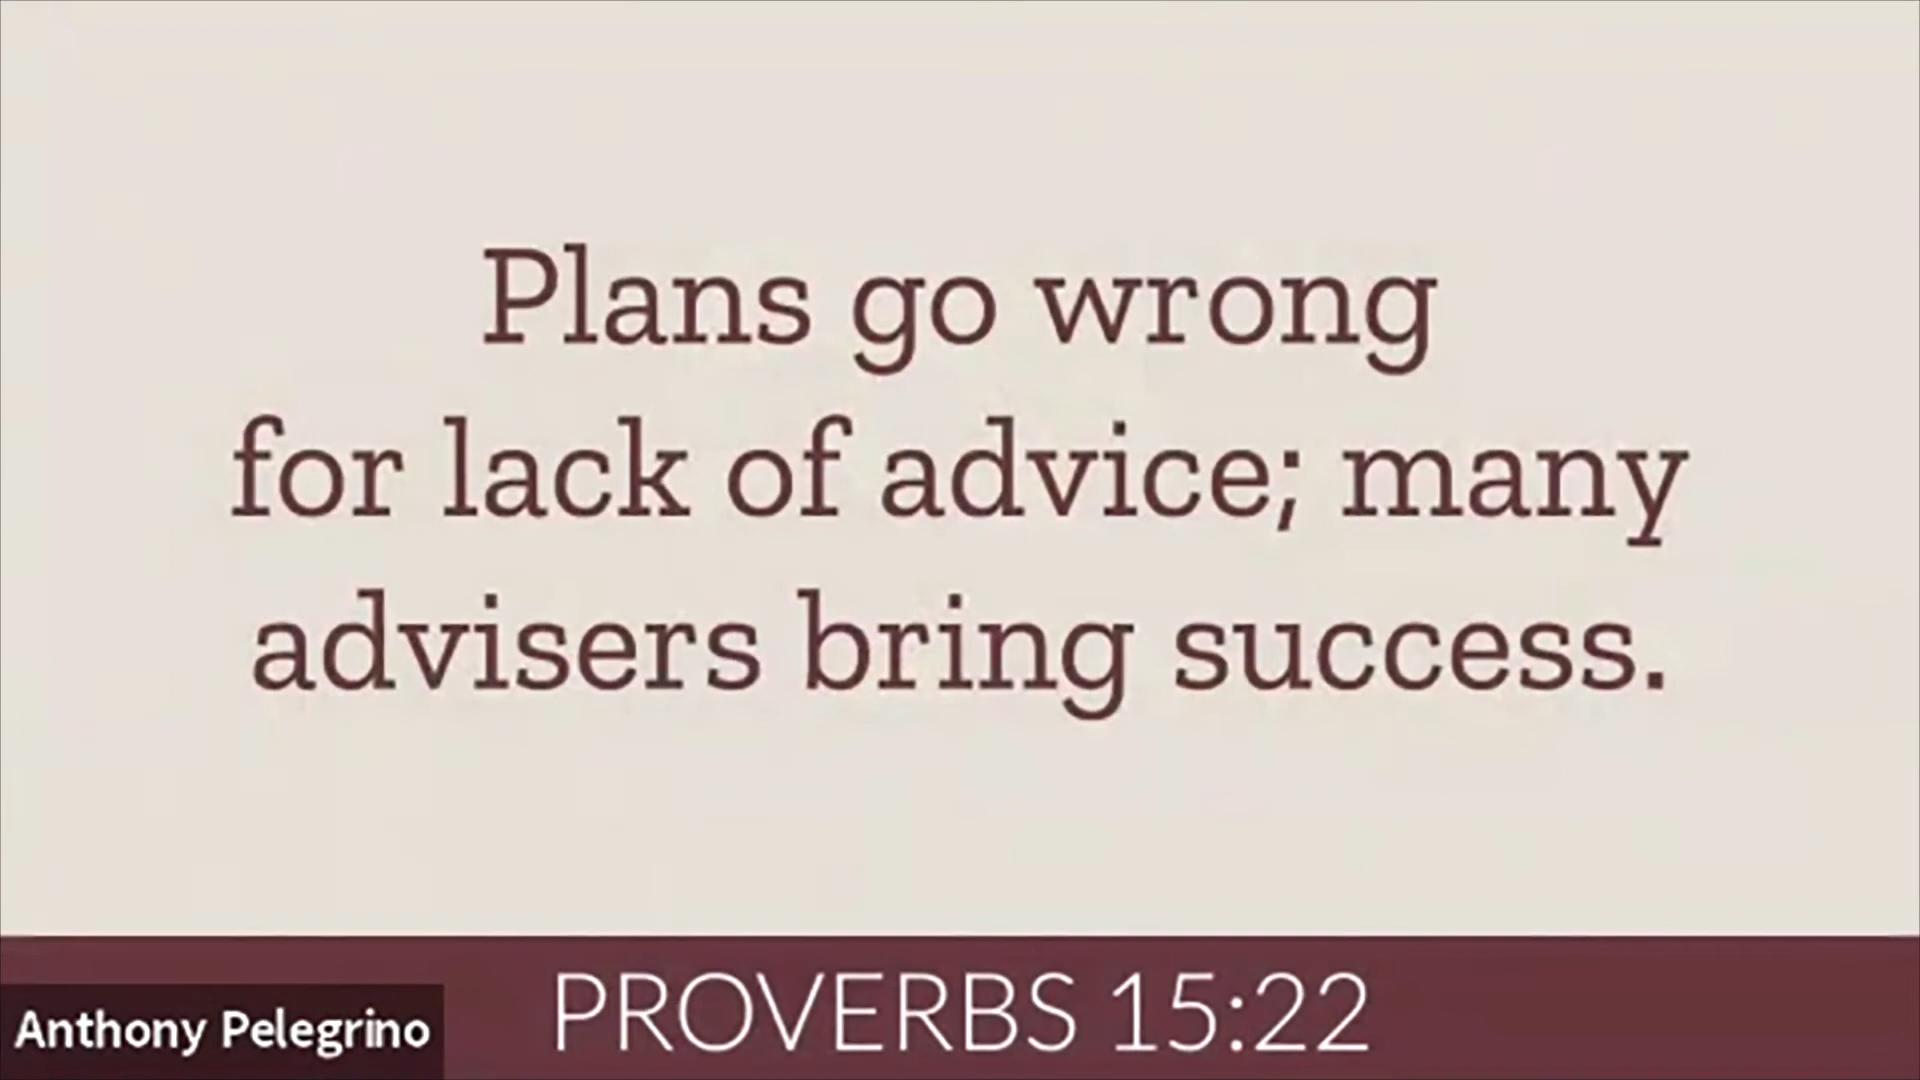 Plans go wrong
for lack of advice; many
advisers bring success.
PROVERBS 15:22
Anthony Pelegrino